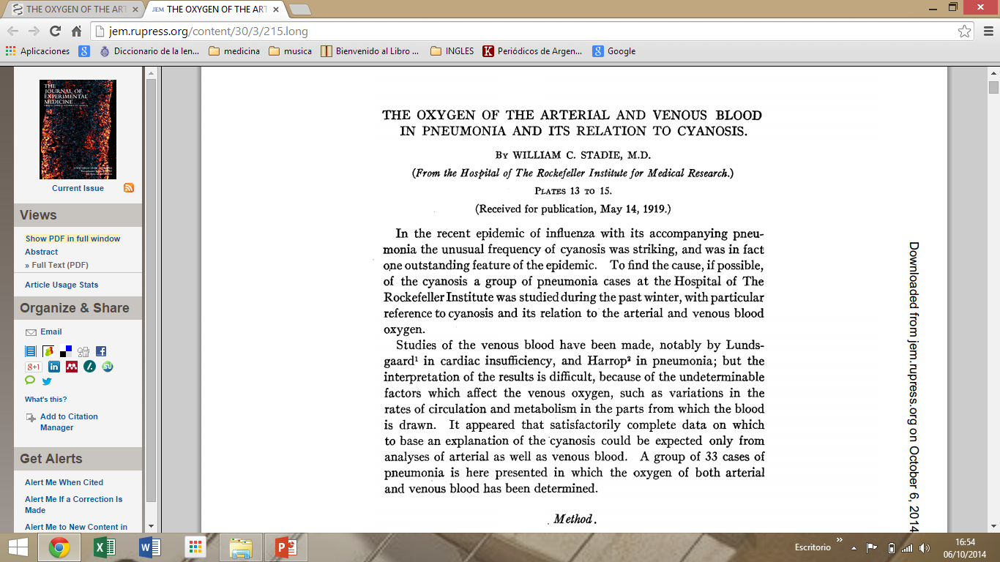 THE OXYGEN OF THE ART
JEM THE OXYGEN OF THE ART
jem.rupress.org/content/30/3/215.long
Aplicaciones
Diccionario de la len...
medicina
musica
Bienvenido al Libro ...
INGLES
Periódicos de Argen...
Google
THE
JOURNAL OF
EXPERIMENTAL
MEDICINE
Current Issue
Views
Show PDF in full window
Abstract
» Full Text (PDF)
Article Usage Stats
Organize & Share
Email
g+1
What's this?
Add to Citation
Manager
Get Alerts
Alert Me When Cited
Alert Me If a Correction Is
Made
Alert Me to New Content in
THE OXYGEN OF THE ARTERIAL AND VENOUS BLOOD
IN PNEUMONIA AND ITS RELATION TO CYANOSIS.
By WILLIAM C. STADIE, M.D.
(From the Hospital of The Rockefeller Institute for Medical Research.)
PLATES 13 TO 15.
(Received for publication, May 14, 1919.)
In the recent epidemic of influenza with its accompanying pneu-
monia the unusual frequency of cyanosis was striking, and was in fact
one outstanding feature of the epidemic. To find the cause, if possible,
of the cyanosis a group of pneumonia cases at the Hospital of The
Rockefeller Institute was studied during the past winter, with particular
reference to cyanosis and its relation to the arterial and venous blood
oxygen.
Studies of the venous blood have been made, notably by Lunds-
gaard¹ in cardiac insufficiency, and Harrop² in pneumonia; but the
interpretation of the results is difficult, because of the undeterminable
factors which affect the venous oxygen, such as variations in the
rates of circulation and metabolism in the parts from which the blood
is drawn. It appeared that satisfactorily complete data on which
to base an explanation of the cyanosis could be expected only from
analyses of arterial as well as venous blood. A group of 33 cases of
pneumonia is here presented in which the oxygen of both arterial
and venous blood has been determined.
Method.
Downloaded from jem.rupress.org on October 6, 2014
Escritorio
16:54
06/10/2014